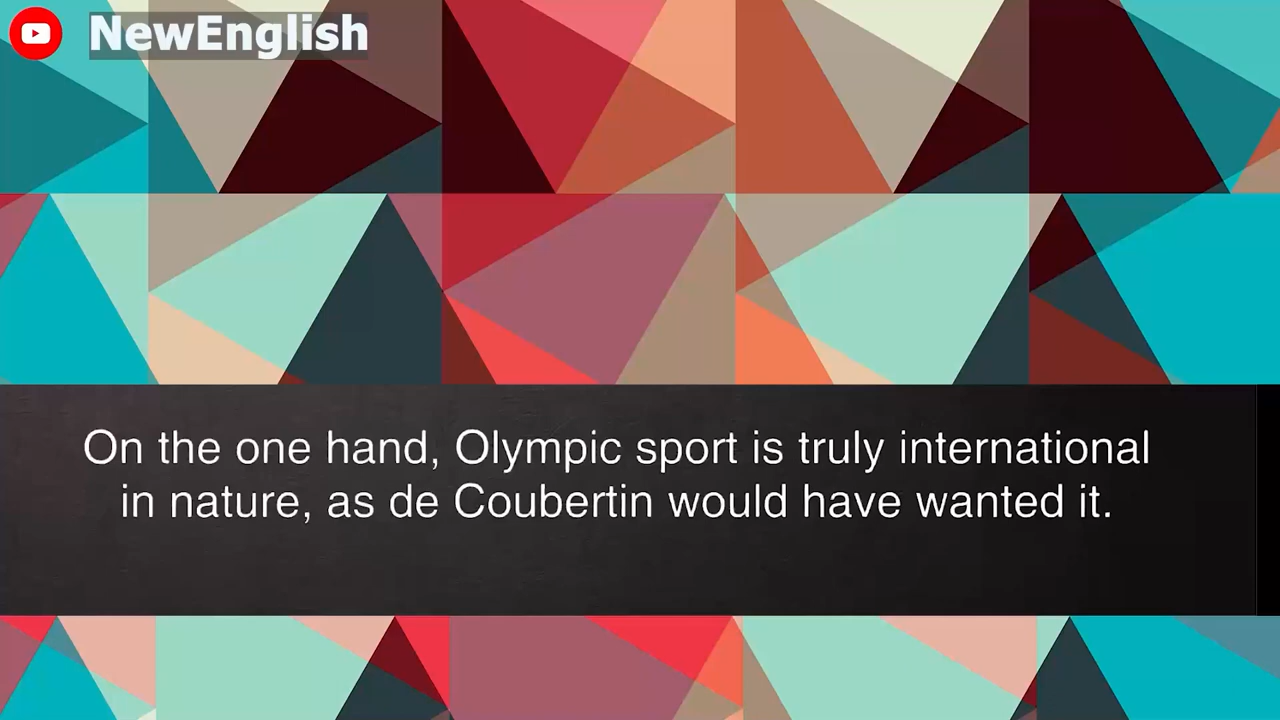 NewEnglish
On the one hand, Olympic sport is truly international
in nature, as de Coubertin would have wanted it.